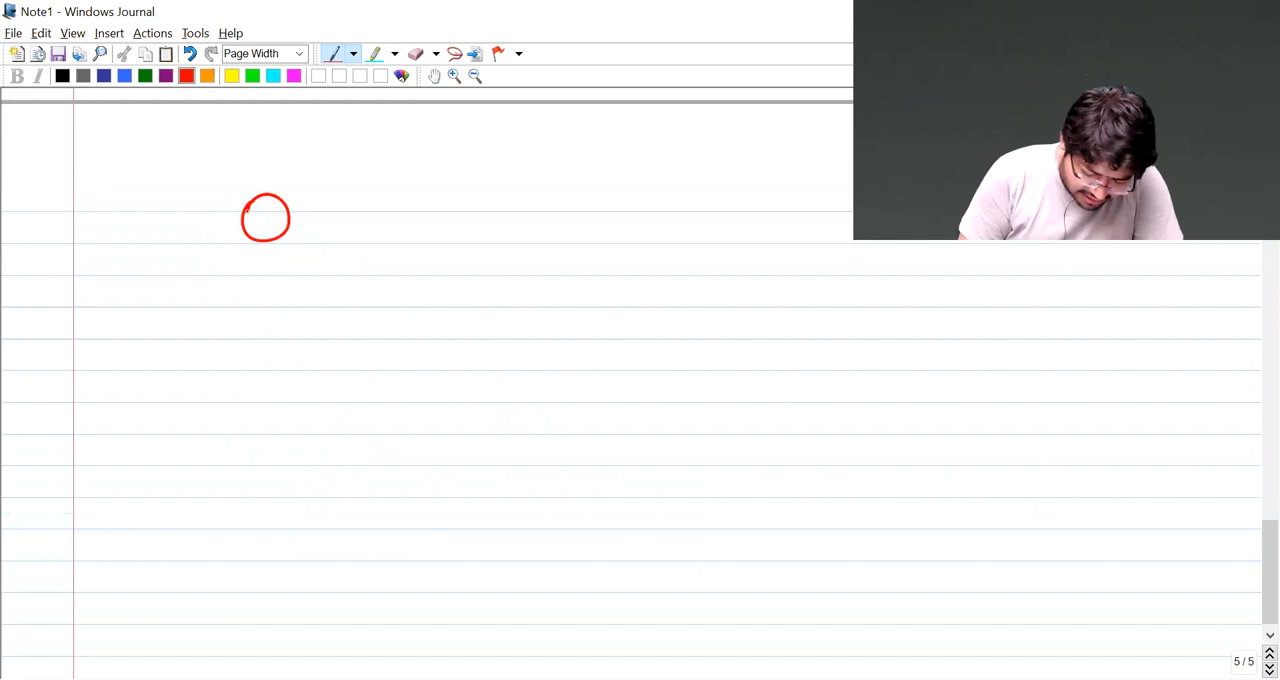 Note1 - Windows Journal
File Edit View Insert Actions Tools Help
Page Width
B I
5 / 5